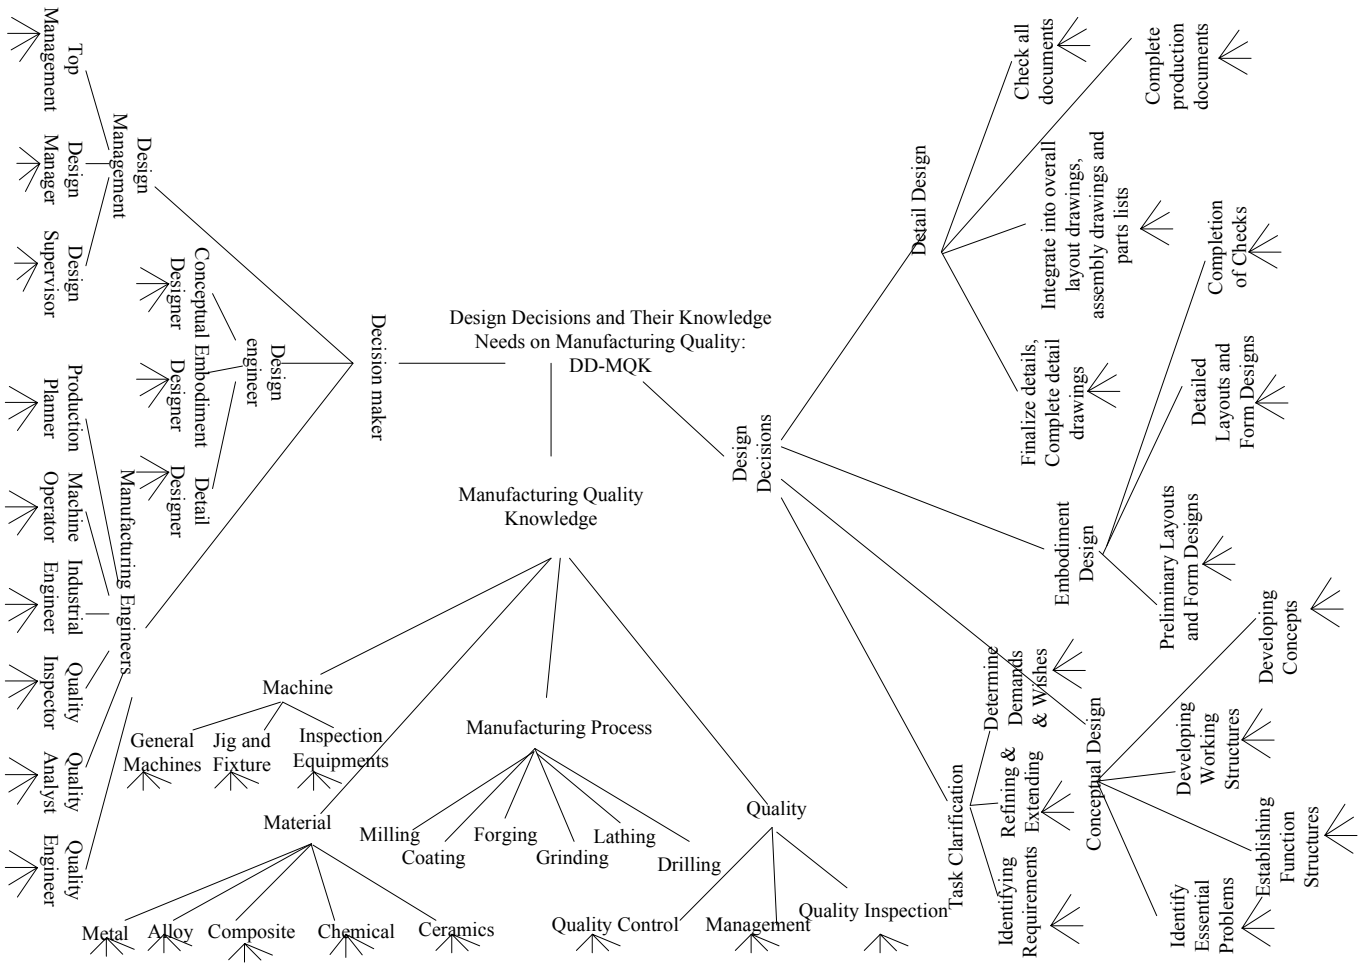 Design Decisions and Their Knowledge
Needs on Manufacturing Quality:
DD-MQK
Decision maker
Design
Management
Top
Management
Design
Manager
Design
Supervisor
Design
engineer
Conceptual
Designer
Embodiment
Designer
Detail
Designer
Manufacturing Engineers
Production
Planner
Machine
Operator
Industrial
Engineer
Quality
Inspector
Quality
Analyst
Quality
Engineer
Manufacturing Quality
Knowledge
Machine
General
Machines
Jig and
Fixture
Inspection
Equipments
Material
Metal
Alloy
Composite
Chemical
Ceramics
Manufacturing Process
Milling
Coating
Forging
Grinding
Lathing
Drilling
Quality
Quality Control
Management
Quality Inspection
Design
Decisions
Detail Design
Check all
documents
Complete
production
documents
Integrate into overall
layout drawings,
assembly drawings and
parts lists
Finalize details,
Complete detail
drawings
Embodiment
Design
Completion
of Checks
Detailed
Layouts and
Form Designs
Preliminary Layouts
and Form Designs
Conceptual Design
Developing
Concepts
Developing
Working
Structures
Establishing
Function
Structures
Identify
Essential
Problems
Task Clarification
Determine
Demands
& Wishes
Refining &
Extending
Identifying
Requirements